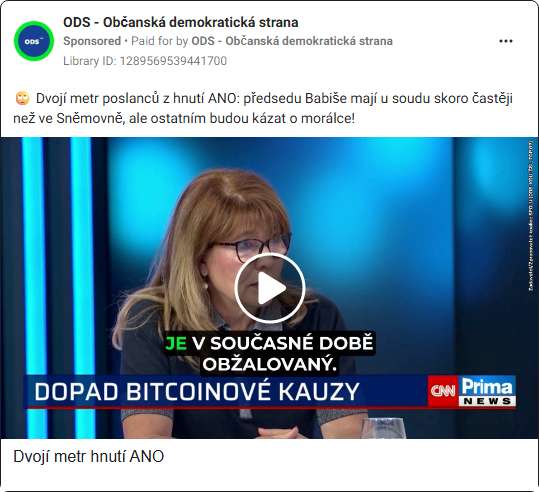 ODS - Občanská demokratická strana
Sponsored • Paid for by ODS - Občanská demokratická strana
Library ID: 1289569539441700
ODS
🙄 Dvojí metr poslanců z hnutí ANO: předsedu Babiše mají u soudu skoro častěji
než ve Sněmovně, ale ostatním budou kázat o morálce!
JE V SOUČASNÉ DOBĚ
OBŽALOVANÝ.
DOPAD BITCOINOVÉ KAUZY
CNN Prima
NEWS
Dvojí metr hnutí ANO